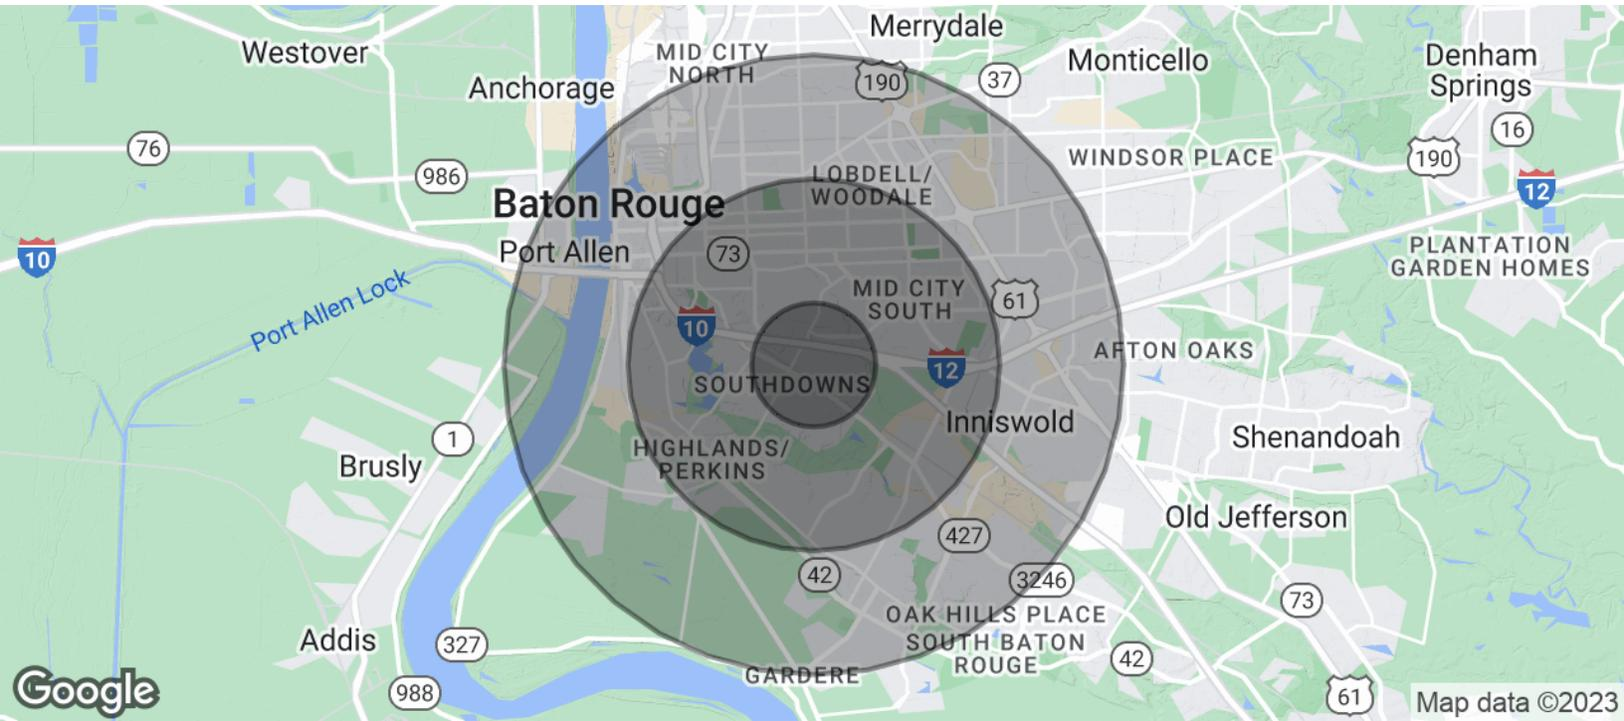 Merrydale
Westover
MID CITY
NORTH
Monticello
Denham
Springs
Anchorage
190
37
16
76
986
WINDSOR PLACE
190
LOBDELL/
WOODALE
12
Baton Rouge
Port Allen
73
10
PLANTATION
GARDEN HOMES
MID CITY
SOUTH
61
Port Allen Lock
10
AFTON OAKS
12
SOUTHDOWNS
Inniswold
Shenandoah
1
HIGHLANDS/
PERKINS
Brusly
Old Jefferson
427
42
3246
73
OAK HILLS PLACE
SOUTH BATON
ROUGE
Addis
327
42
GARDERE
988
61
Google
Map data ©2023